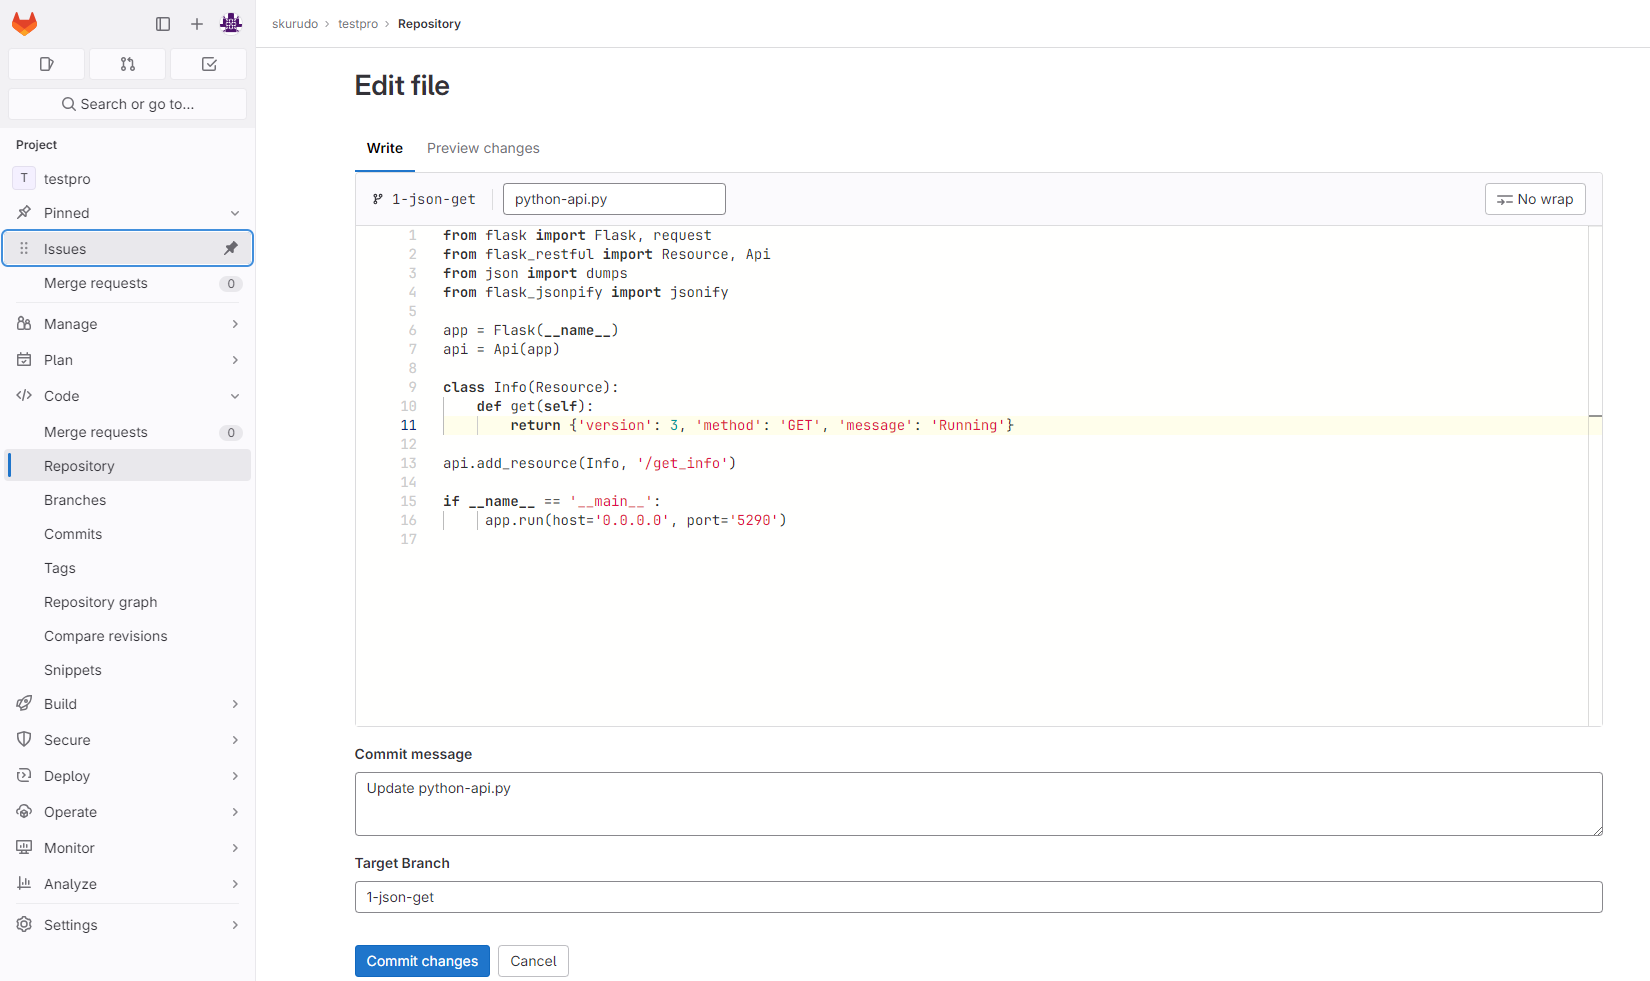 skurudo › testpro › Repository
Search or go to...
Project
T testpro
Pinned
Issues
Merge requests 0
Manage
Plan
Code
Merge requests 0
Repository
Branches
Commits
Tags
Repository graph
Compare revisions
Snippets
Build
Secure
Deploy
Operate
Monitor
Analyze
Settings
Edit file
Write Preview changes
1-json-get python-api.py No wrap
1 from flask import Flask, request
2 from flask_restful import Resource, Api
3 from json import dumps
4 from flask_jsonpify import jsonify
5
6 app = Flask(__name__)
7 api = Api(app)
8
9 class Info(Resource):
10     def get(self):
11         return {'version': 3, 'method': 'GET', 'message': 'Running'}
12
13 api.add_resource(Info, '/get_info')
14
15 if __name__ == '__main__':
16      app.run(host='0.0.0.0', port='5290')
17
Commit message
Update python-api.py
Target Branch
1-json-get
Commit changes Cancel